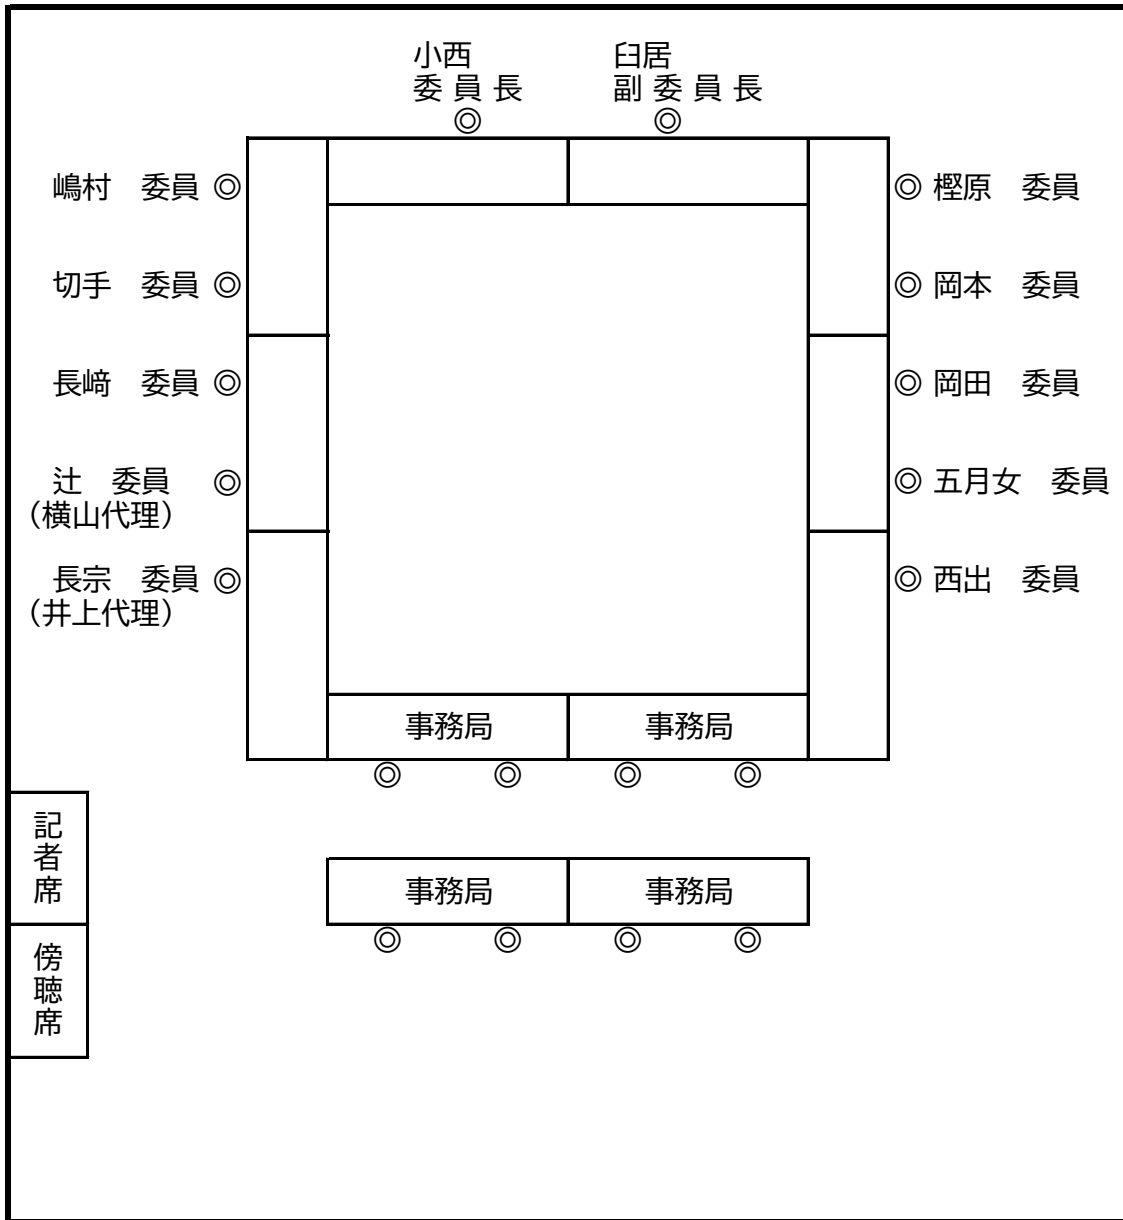 小西
委 員 長
臼居
副 委 員 長
◎
◎
嶋村　委員 ◎
◎ 樫原　委員
切手　委員 ◎
◎ 岡本　委員
長﨑　委員 ◎
◎ 岡田　委員
辻　委員　◎
（横山代理）
◎ 五月女　委員
長宗　委員 ◎
（井上代理）
◎ 西出　委員
事務局
事務局
◎
◎
◎
◎
記者席
事務局
事務局
◎
◎
◎
◎
傍聴席